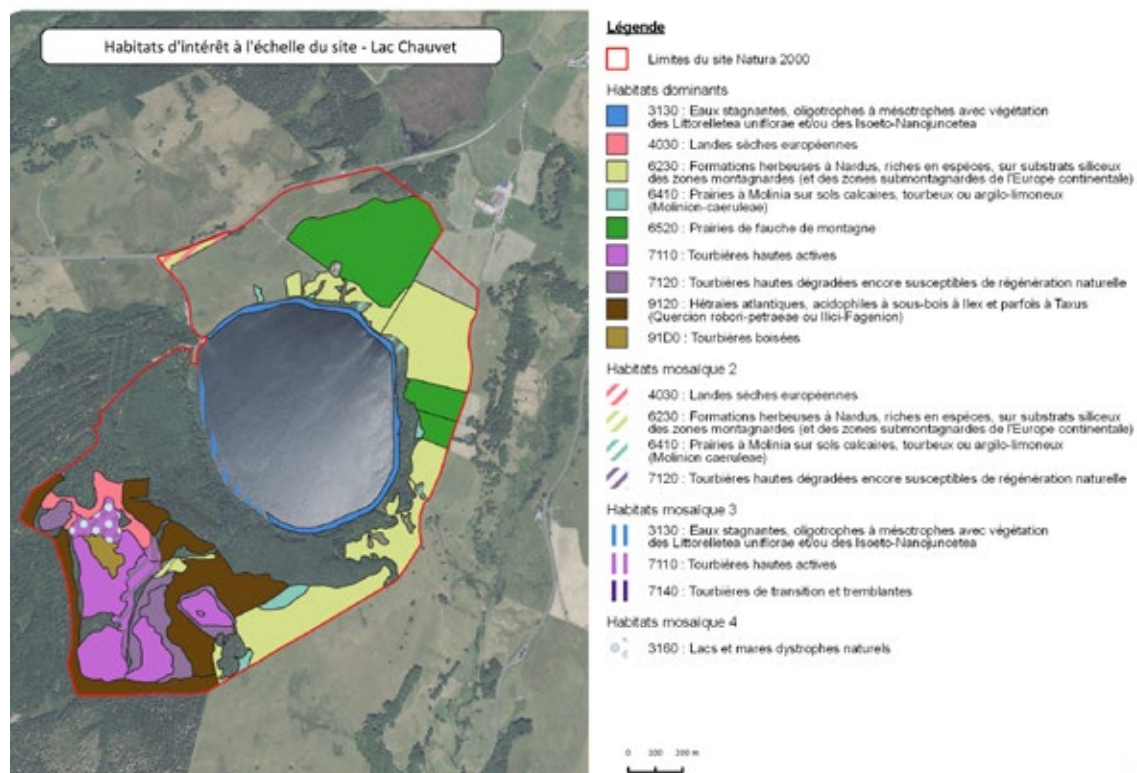 Habitats d'intérêt à l'échelle du site - Lac Chauvet
Légende
Limites du site Natura 2000
Habitats dominants
3130 : Eaux stagnantes, oligotrophes à mésotrophes avec végétation
des Littorelletea uniflorae et/ou des Isoeto-Nanojuncetea
4030 : Landes sèches européennes
6230 : Formations herbeuses à Nardus, riches en espèces, sur substrats siliceux
des zones montagnardes (et des zones submontagnardes de l'Europe continentale)
6410 : Prairies à Molinia sur sols calcaires, tourbeux ou argilo-limoneux
(Molinion-caeruleae)
6520 : Prairies de fauche de montagne
7110 : Tourbières hautes actives
7120 : Tourbières hautes dégradées encore susceptibles de régénération naturelle
9120 : Hêtraies atlantiques, acidophiles à sous-bois à Ilex et parfois à Taxus
(Quercion robori-petraeae ou Ilici-Fagenion)
91D0 : Tourbières boisées
Habitats mosaïque 2
4030 : Landes sèches européennes
6230 : Formations herbeuses à Nardus, riches en espèces, sur substrats siliceux
des zones montagnardes (et des zones submontagnardes de l'Europe continentale)
6410 : Prairies à Molinia sur sols calcaires, tourbeux ou argilo-limoneux
(Molinion caeruleae)
7120 : Tourbières hautes dégradées encore susceptibles de régénération naturelle
Habitats mosaïque 3
3130 : Eaux stagnantes, oligotrophes à mésotrophes avec végétation
des Littorelletea uniflorae et/ou des Isoeto-Nanojuncetea
7110 : Tourbières hautes actives
7140 : Tourbières de transition et tremblantes
Habitats mosaïque 4
3160 : Lacs et mares dystrophes naturels
0 100 200 m